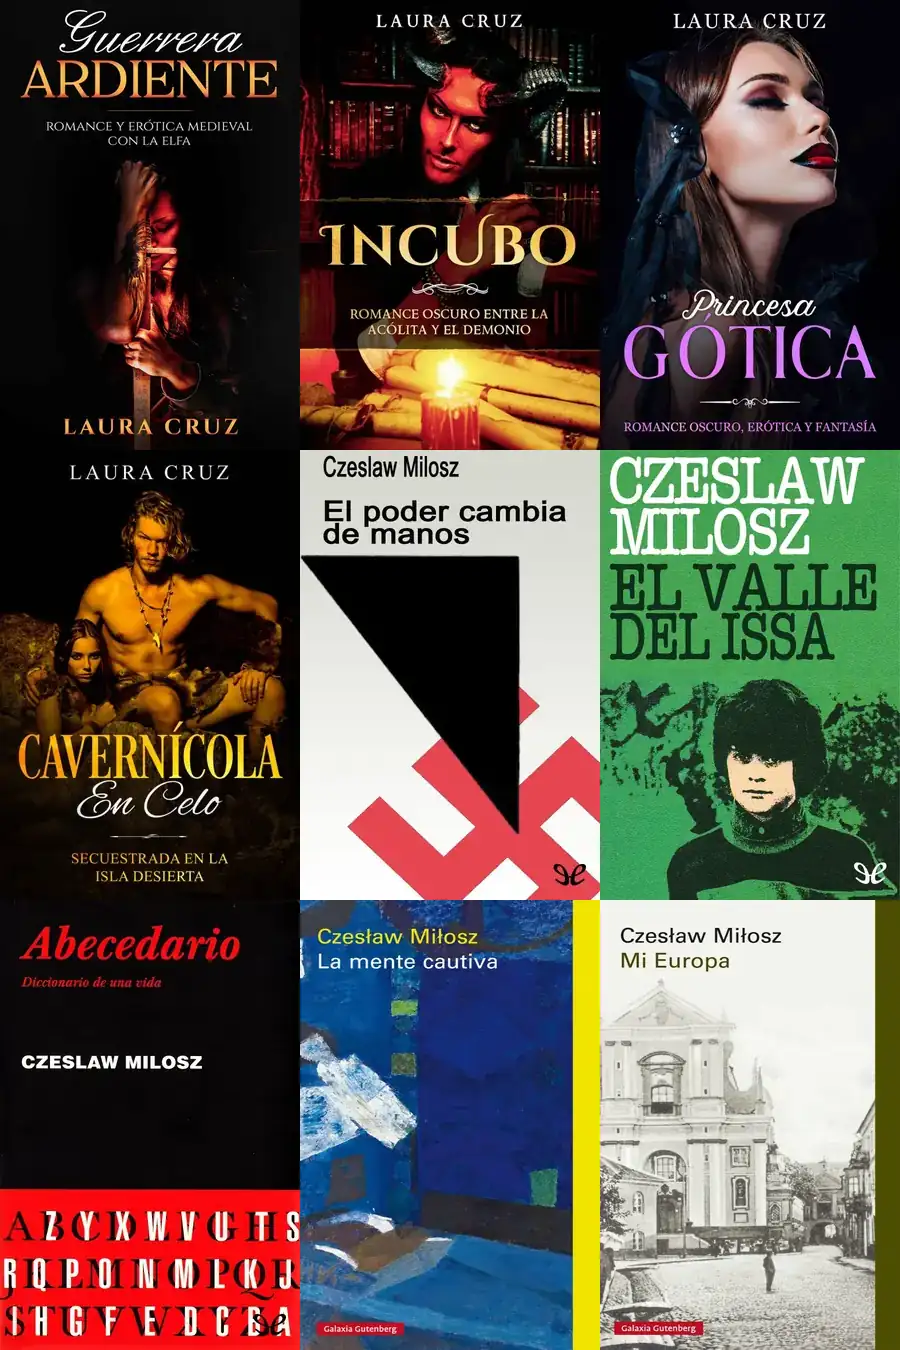 Guerrera
ARDIENTE
ROMANCE Y ERÓTICA MEDIEVAL
CON LA ELFA
LAURA CRUZ
LAURA CRUZ
INCUBO
ROMANCE OSCURO ENTRE LA
ACÓLITA Y EL DEMONIO
LAURA CRUZ
Princesa
GÓTICA
ROMANCE OSCURO, ERÓTICA Y FANTASÍA
LAURA CRUZ
CAVERNÍCOLA
En Celo
SECUESTRADA EN LA
ISLA DESIERTA
Czeslaw Milosz
El poder cambia
de manos
CZESLAW
MILOSZ
EL VALLE
DEL ISSA
Abecedario
Diccionario de una vida
CZESLAW MILOSZ
Z Y X W V U T S
R Q P O N M L K J
I H G F E D C B A
Czesław Miłosz
La mente cautiva
Galaxia Gutenberg
Czesław Miłosz
Mi Europa
Galaxia Gutenberg